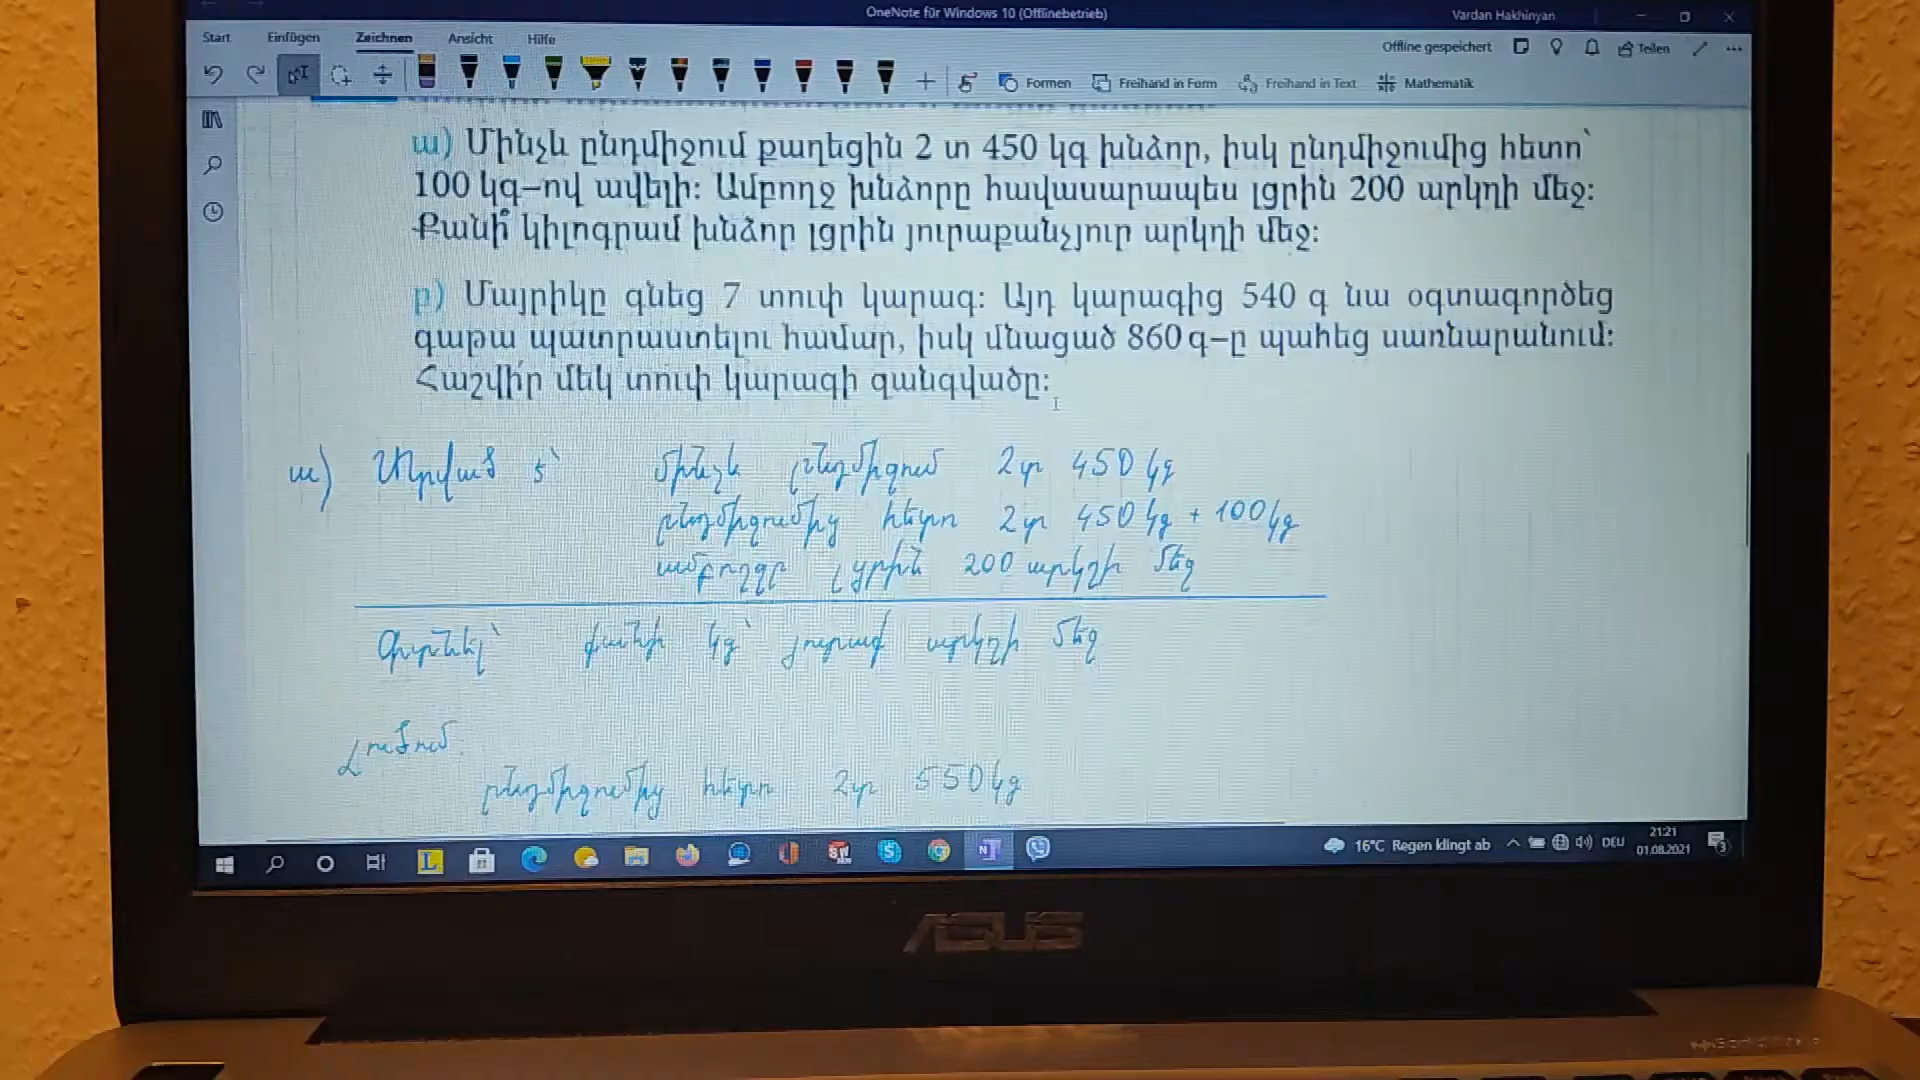 OneNote für Windows 10 (Offlinebetrieb)
Vardan Hakhinyan
Start Einfügen Zeichnen Ansicht Hilfe
Offline gespeichert Teilen
Formen Freihand in Form Freihand in Text Mathematik
ա) Մինչև ընդմիջում քաղեցին 2 տ 450 կգ խնձոր, իսկ ընդմիջումից հետո՝
100 կգ–ով ավելի: Ամբողջ խնձորը հավասարապես լցրին 200 արկղի մեջ:
Քանի՞ կիլոգրամ խնձոր լցրին յուրաքանչյուր արկղի մեջ:
բ) Մայրիկը գնեց 7 տուփ կարագ: Այդ կարագից 540 գ նա օգտագործեց
գաթա պատրաստելու համար, իսկ մնացած 860 գ–ը պահեց սառնարանում:
Հաշվի՛ր մեկ տուփ կարագի զանգվածը:
ա) Տրված է՝ մինչև ընդմիջում 2տ 450 կգ
ընդմիջումից հետո 2տ 450 կգ + 100 կգ
ամբողջը լցրին 200 արկղի մեջ
Գտնել՝ քանի կգ՝ յուրաք արկղի մեջ
Լուծում.
ընդմիջումից հետո 2տ 550 կգ
16°C Regen klingt ab DEU 21:21
01.08.2021
ASUS